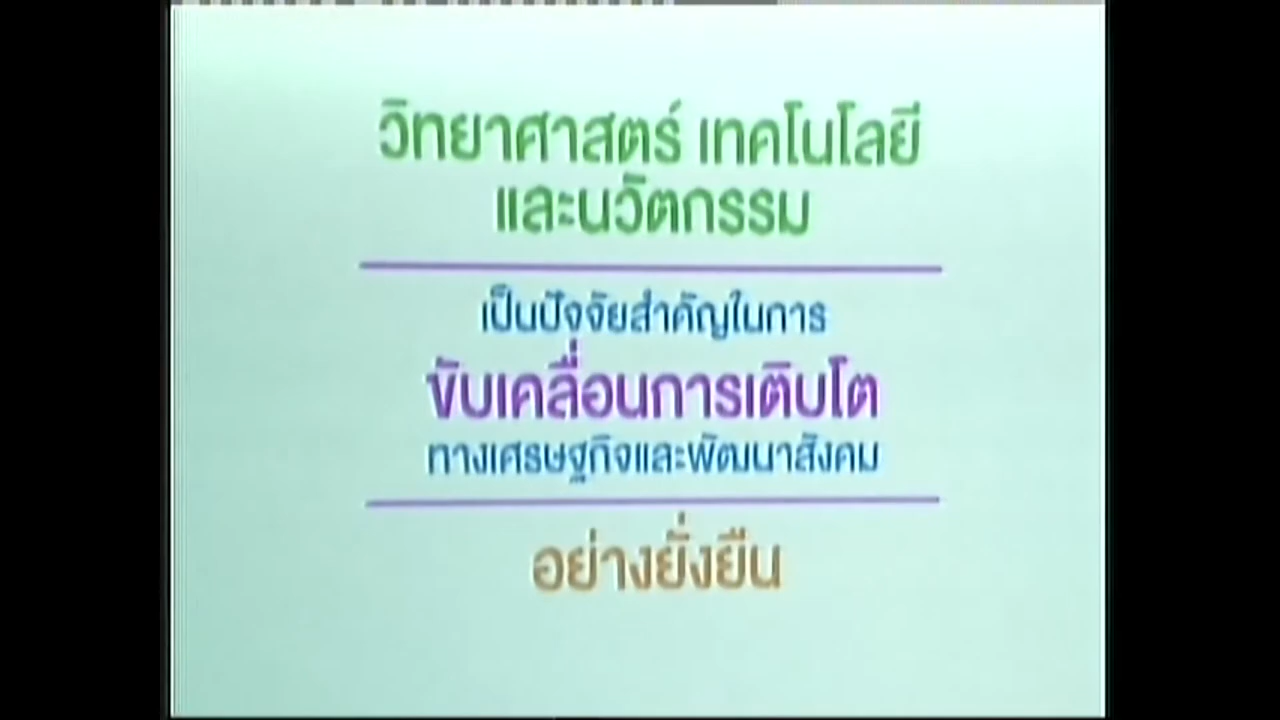 วิทยาศาสตร์ เทคโนโลยี
และนวัตกรรม
เป็นปัจจัยสำคัญในการ
ขับเคลื่อนการเติบโต
ทางเศรษฐกิจและพัฒนาสังคม
อย่างยั่งยืน